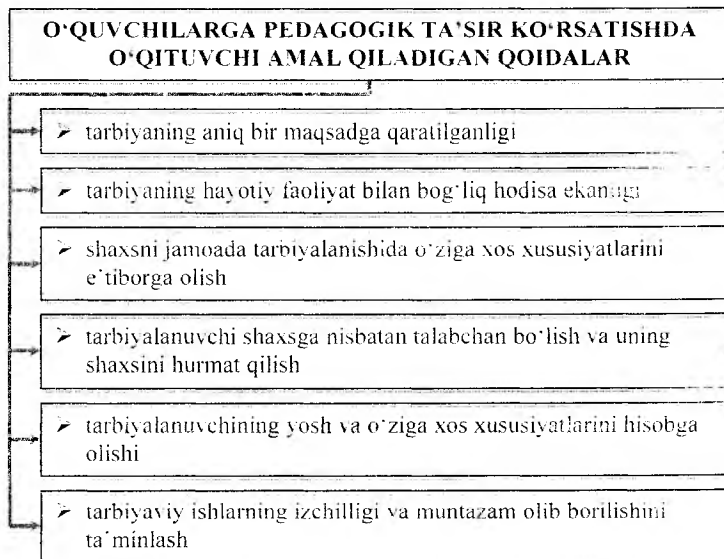 O‘QUVCHILARGA PEDAGOGIK TA’SIR KO‘RSATISHDA
O‘QITUVCHI AMAL QILADIGAN QOIDALAR
➢ tarbiyaning aniq bir maqsadga qaratilganligi
➢ tarbiyaning hayotiy faoliyat bilan bog‘liq hodisa ekanligi
➢ shaxsni jamoada tarbiyalanishida o‘ziga xos xususiyatlarini
e’tiborga olish
➢ tarbiyalanuvchi shaxsga nisbatan talabchan bo‘lish va uning
shaxsini hurmat qilish
➢ tarbiyalanuvchining yosh va o‘ziga xos xususiyatlarini hisobga
olishi
➢ tarbiyaviy ishlarning izchilligi va muntazam olib borilishini
ta’minlash